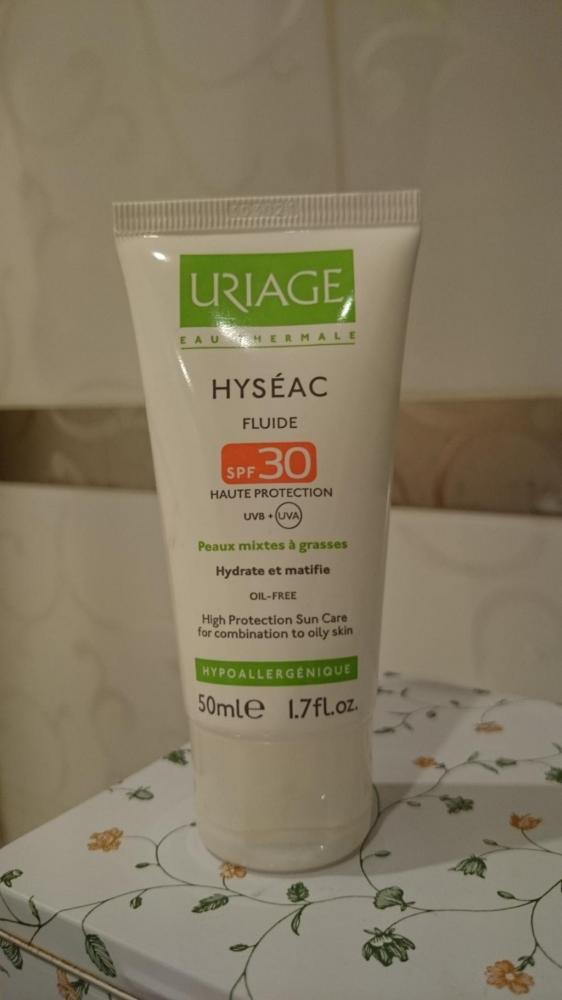 URIAGE
EAU THERMALE
HYSÉAC
FLUIDE
SPF 30
HAUTE PROTECTION
UVB + UVA
Peaux mixtes à grasses
Hydrate et matifie
OIL-FREE
High Protection Sun Care
for combination to oily skin
HYPOALLERGÉNIQUE
50ml℮ 1.7fl.oz.